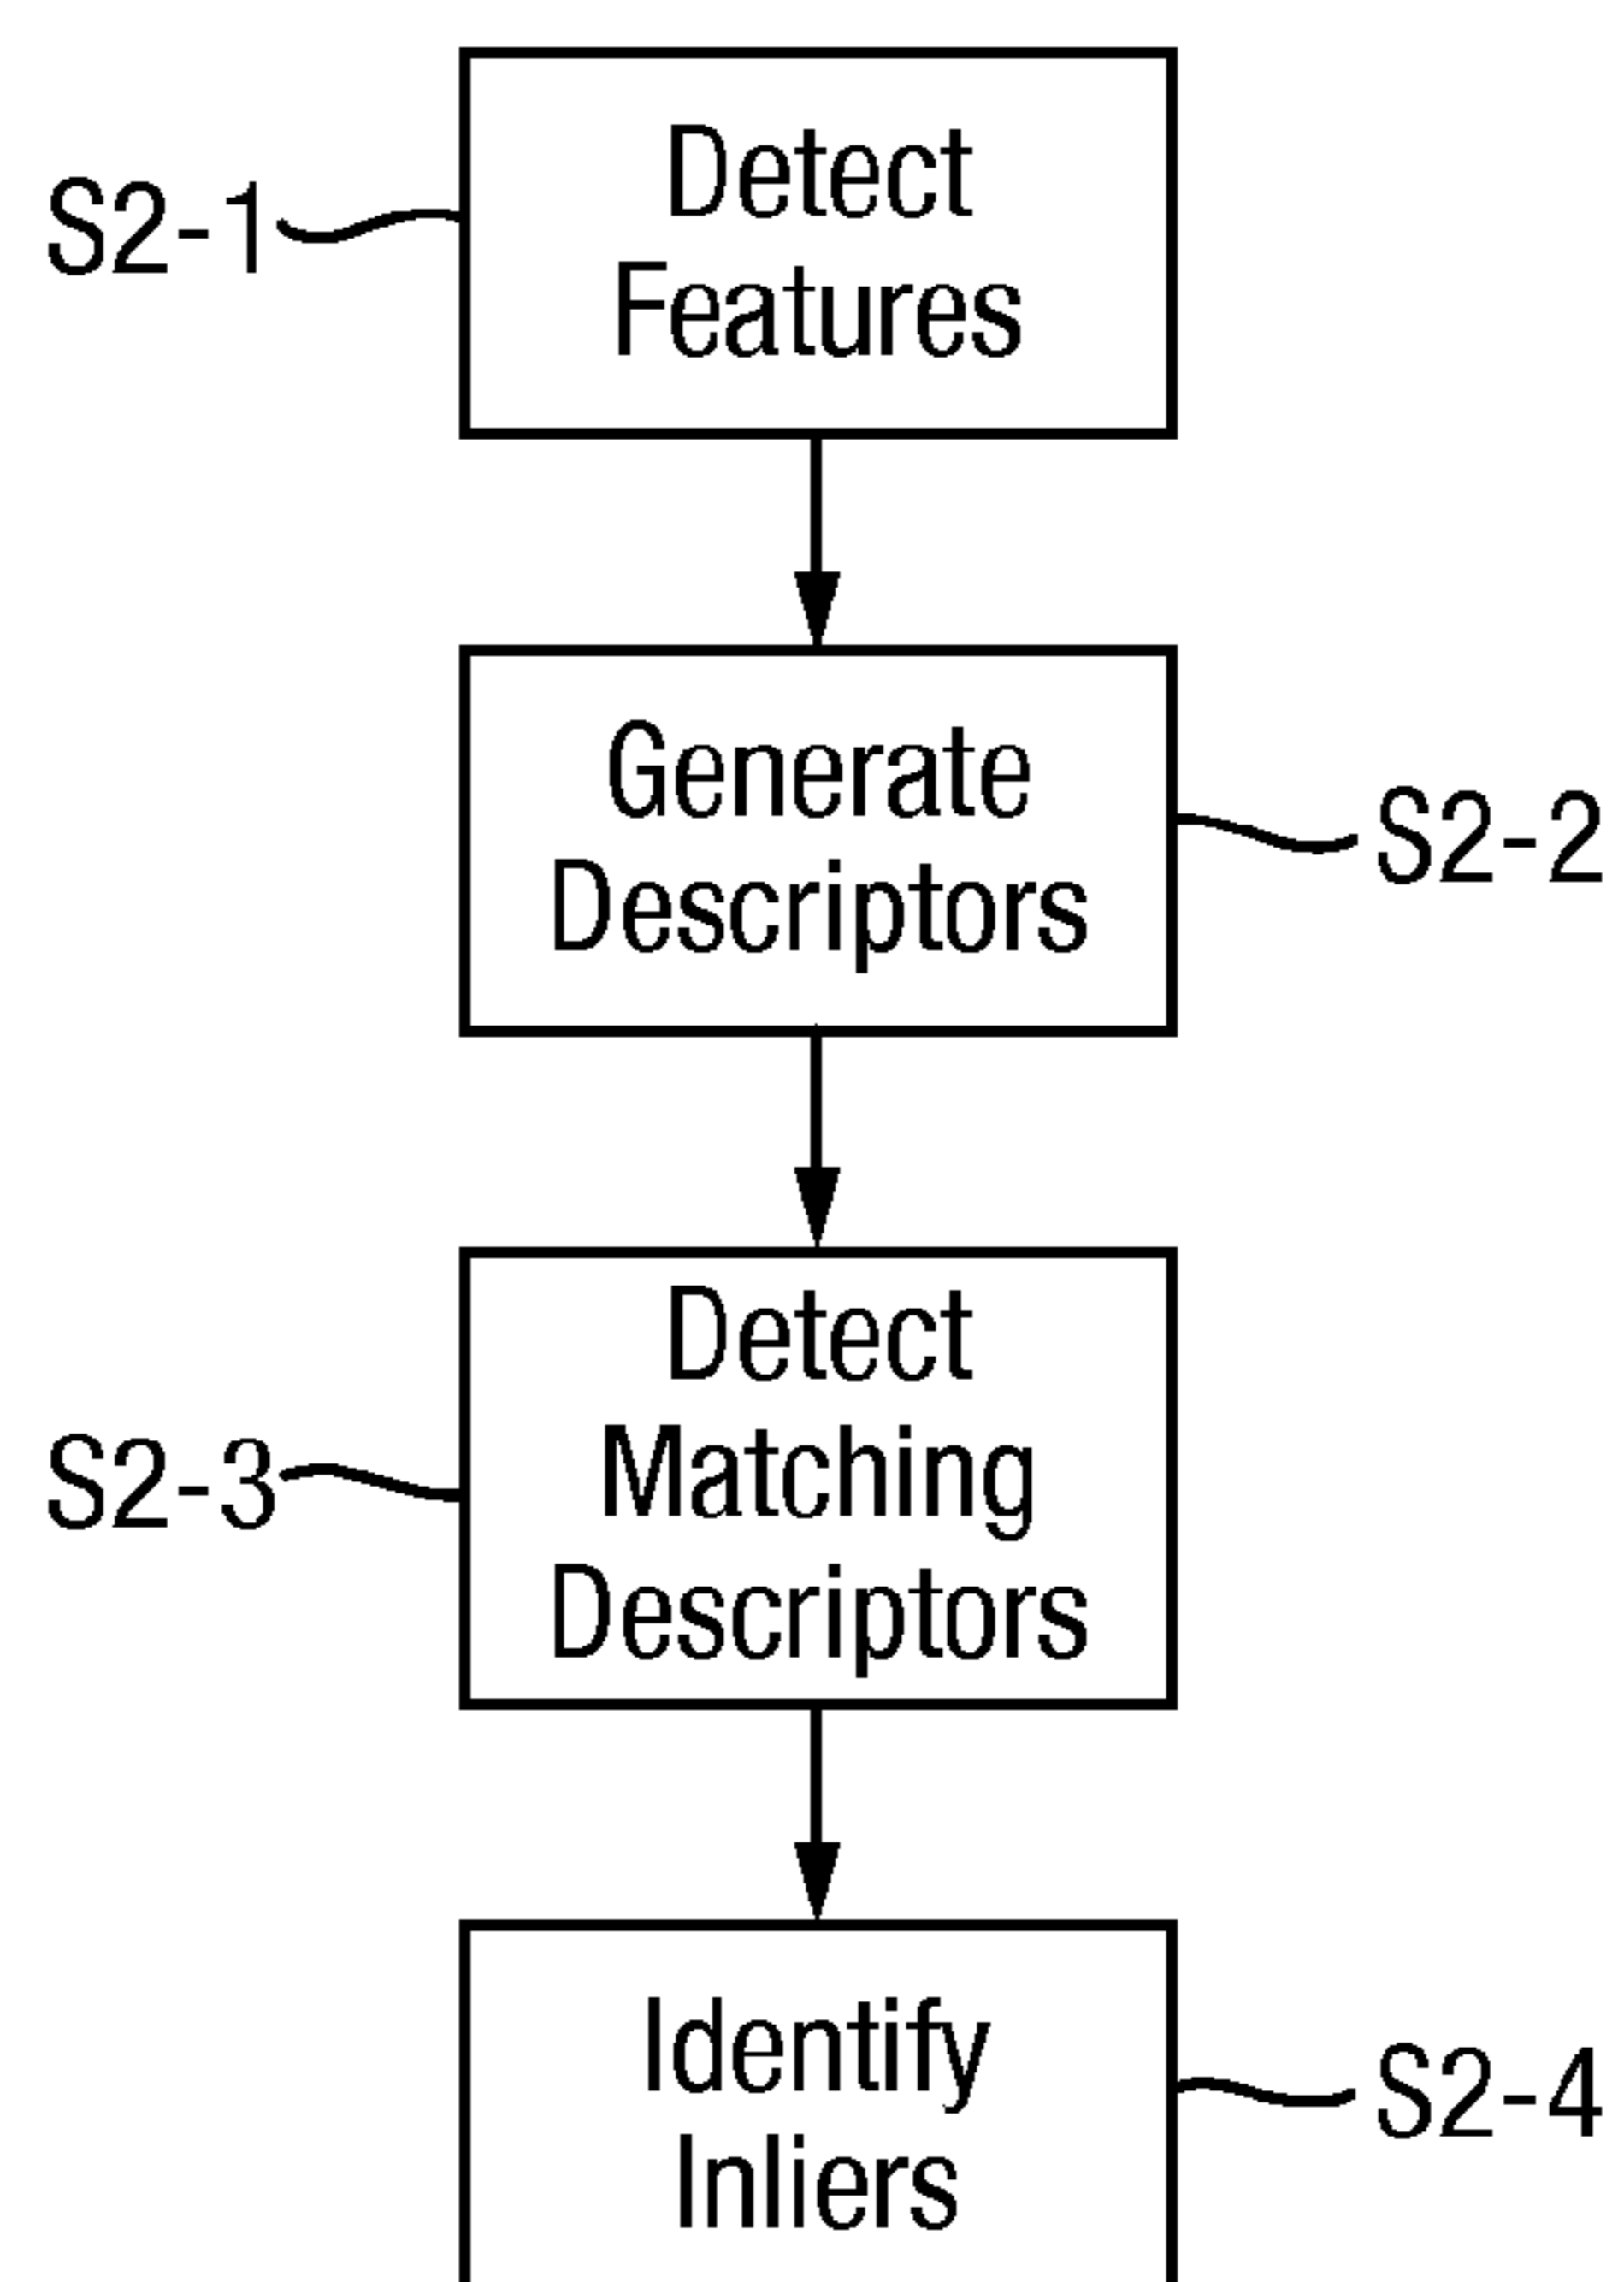 S2-1
Detect
Features
Generate
Descriptors
S2-2
Detect
Matching
Descriptors
S2-3
Identify
Inliers
S2-4